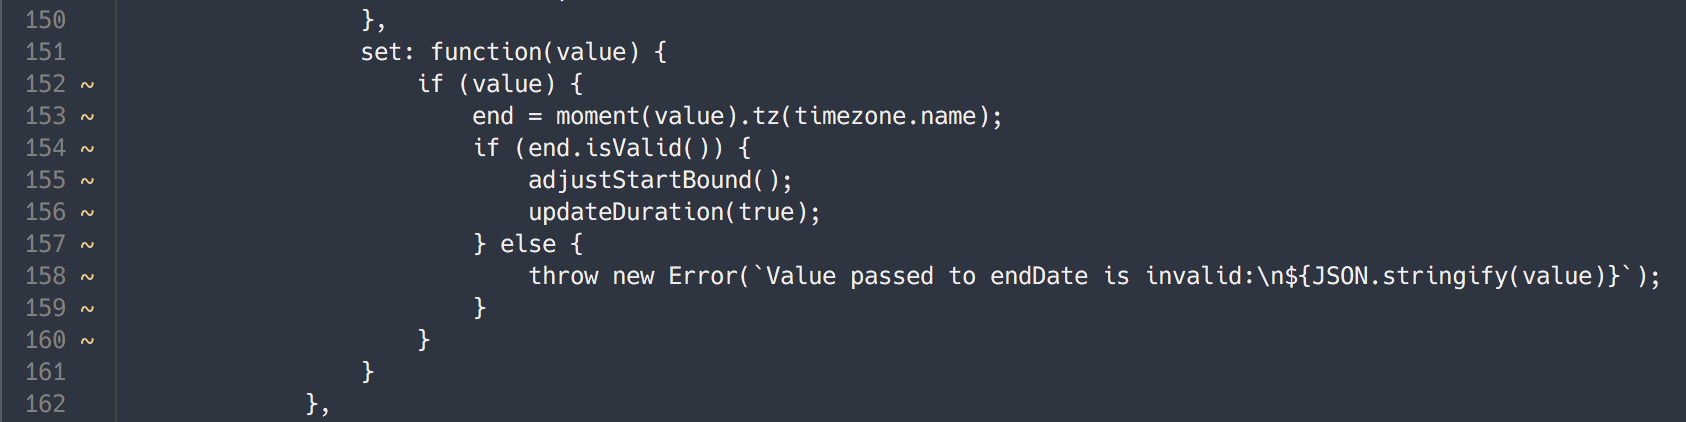 150 },
151 set: function(value) {
152 ~ if (value) {
153 ~ end = moment(value).tz(timezone.name);
154 ~ if (end.isValid()) {
155 ~ adjustStartBound();
156 ~ updateDuration(true);
157 ~ } else {
158 ~ throw new Error(`Value passed to endDate is invalid:\n${JSON.stringify(value)}`);
159 ~ }
160 ~ }
161 }
162 },